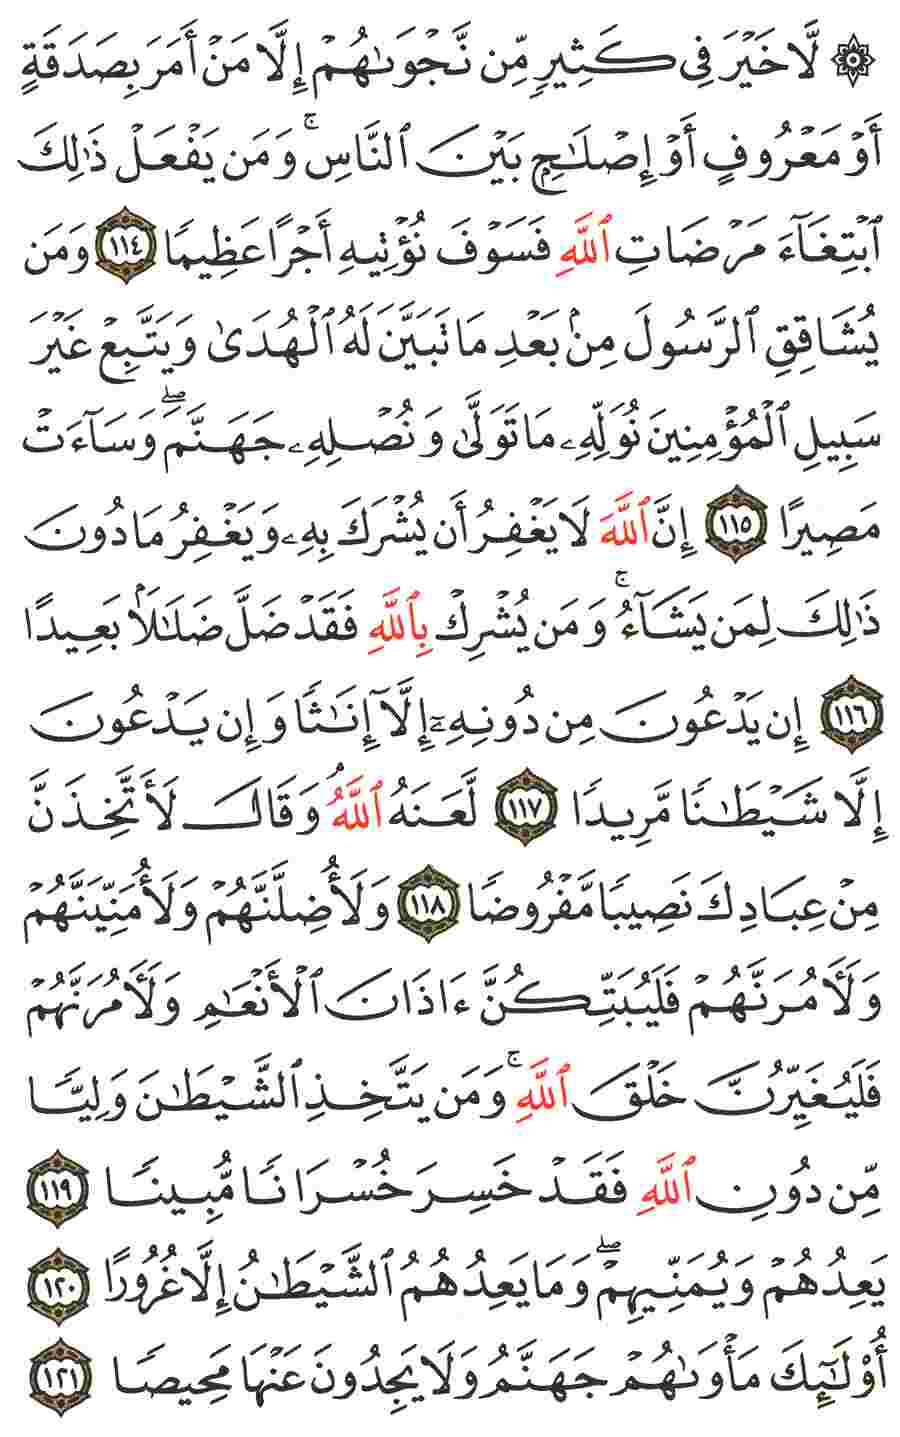 ۞ لَّا خَيْرَ فِى كَثِيرٍ مِّن نَّجْوَىٰهُمْ إِلَّا مَنْ أَمَرَ بِصَدَقَةٍ
أَوْ مَعْرُوفٍ أَوْ إِصْلَٰحٍۭ بَيْنَ ٱلنَّاسِ ۚ وَمَن يَفْعَلْ ذَٰلِكَ
ٱبْتِغَآءَ مَرْضَاتِ ٱللَّهِ فَسَوْفَ نُؤْتِيهِ أَجْرًا عَظِيمًا ١١٤ وَمَن
يُشَاقِقِ ٱلرَّسُولَ مِنۢ بَعْدِ مَا تَبَيَّنَ لَهُ ٱلْهُدَىٰ وَيَتَّبِعْ غَيْرَ
سَبِيلِ ٱلْمُؤْمِنِينَ نُوَلِّهِۦ مَا تَوَلَّىٰ وَنُصْلِهِۦ جَهَنَّمَ ۖ وَسَآءَتْ
مَصِيرًا ١١٥ إِنَّ ٱللَّهَ لَا يَغْفِرُ أَن يُشْرَكَ بِهِۦ وَيَغْفِرُ مَا دُونَ
ذَٰلِكَ لِمَن يَشَآءُ ۚ وَمَن يُشْرِكْ بِٱللَّهِ فَقَدْ ضَلَّ ضَلَٰلًۢا بَعِيدًا
١١٦ إِن يَدْعُونَ مِن دُونِهِۦٓ إِلَّآ إِنَٰثًا وَإِن يَدْعُونَ
إِلَّا شَيْطَٰنًا مَّرِيدًا ١١٧ لَّعَنَهُ ٱللَّهُ ۘ وَقَالَ لَأَتَّخِذَنَّ
مِنْ عِبَادِكَ نَصِيبًا مَّفْرُوضًا ١١٨ وَلَأُضِلَّنَّهُمْ وَلَأُمَنِّيَنَّهُمْ
وَلَـَٔامُرَنَّهُمْ فَلَيُبَتِّكُنَّ ءَاذَانَ ٱلْأَنْعَٰمِ وَلَـَٔامُرَنَّهُمْ
فَلَيُغَيِّرُنَّ خَلْقَ ٱللَّهِ ۚ وَمَن يَتَّخِذِ ٱلشَّيْطَٰنَ وَلِيًّا
مِّن دُونِ ٱللَّهِ فَقَدْ خَسِرَ خُسْرَانًا مُّبِينًا ١١٩
يَعِدُهُمْ وَيُمَنِّيهِمْ ۖ وَمَا يَعِدُهُمُ ٱلشَّيْطَٰنُ إِلَّا غُرُورًا ١٢٠
أُو۟لَٰٓئِكَ مَأْوَىٰهُمْ جَهَنَّمُ وَلَا يَجِدُونَ عَنْهَا مَحِيصًا ١٢١